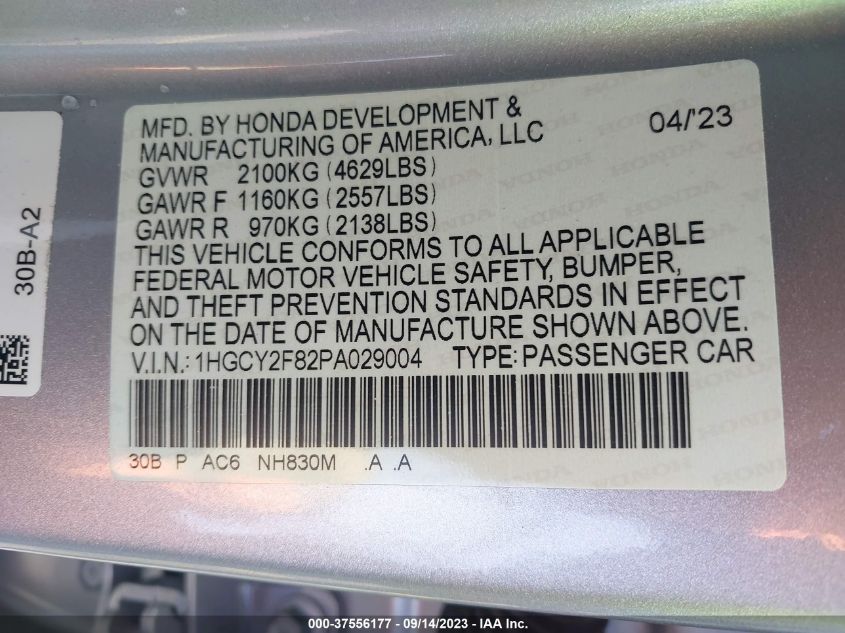 MFD. BY HONDA DEVELOPMENT &
MANUFACTURING OF AMERICA, LLC 04/'23
GVWR 2100KG (4629LBS)
GAWR F 1160KG (2557LBS)
GAWR R 970KG (2138LBS)
THIS VEHICLE CONFORMS TO ALL APPLICABLE
FEDERAL MOTOR VEHICLE SAFETY, BUMPER,
AND THEFT PREVENTION STANDARDS IN EFFECT
ON THE DATE OF MANUFACTURE SHOWN ABOVE.
V.I.N.: 1HGCY2F82PA029004 TYPE: PASSENGER CAR
30B P AC6 NH830M .A .A
30B-A2
000-37556177 - 09/14/2023 - IAA Inc.